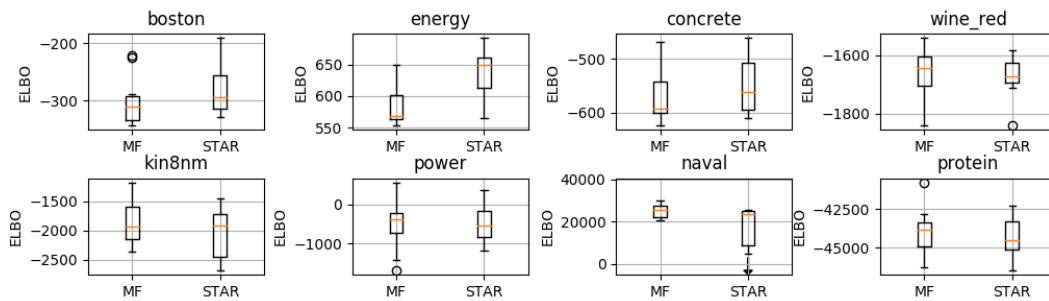 boston
energy
concrete
wine_red
ELBO
−200
−300
MF
STAR
ELBO
650
600
550
MF
STAR
ELBO
−500
−600
MF
STAR
ELBO
−1600
−1800
MF
STAR
kin8nm
power
naval
protein
ELBO
−1500
−2000
−2500
MF
STAR
ELBO
0
−1000
MF
STAR
ELBO
40000
20000
0
MF
STAR
ELBO
−42500
−45000
MF
STAR